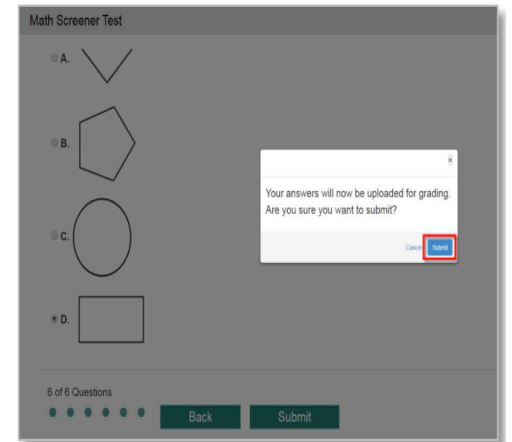 Math Screener Test
A.
B.
C.
D.
x
Your answers will now be uploaded for grading.
Are you sure you want to submit?
Cancel Submit
6 of 6 Questions
Back Submit